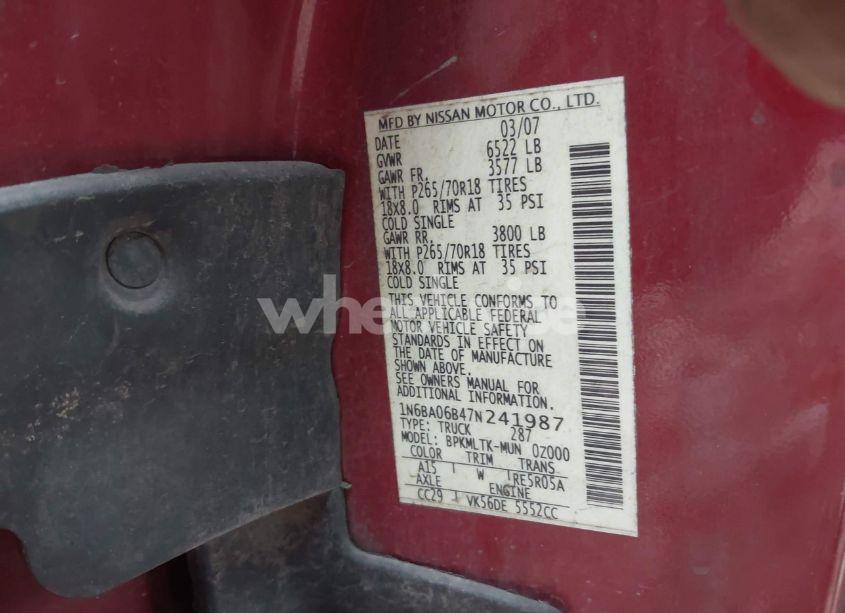 MFD BY NISSAN MOTOR CO., LTD.
DATE 03/07
GVWR 6522 LB
GAWR FR. 3577 LB
WITH P265/70R18 TIRES
18X8.0 RIMS AT 35 PSI
COLD SINGLE
GAWR RR. 3800 LB
WITH P265/70R18 TIRES
18X8.0 RIMS AT 35 PSI
COLD SINGLE
THIS VEHICLE CONFORMS TO
ALL APPLICABLE FEDERAL
MOTOR VEHICLE SAFETY
STANDARDS IN EFFECT ON
THE DATE OF MANUFACTURE
SHOWN ABOVE.
SEE OWNERS MANUAL FOR
ADDITIONAL INFORMATION.
1N6BA06B47N241987
TYPE: TRUCK 287
MODEL: BPKMLTK-MUN 0Z000
COLOR TRIM TRANS
A15 W RE5R05A
AXLE ENGINE
CC29 VK56DE 5552CC